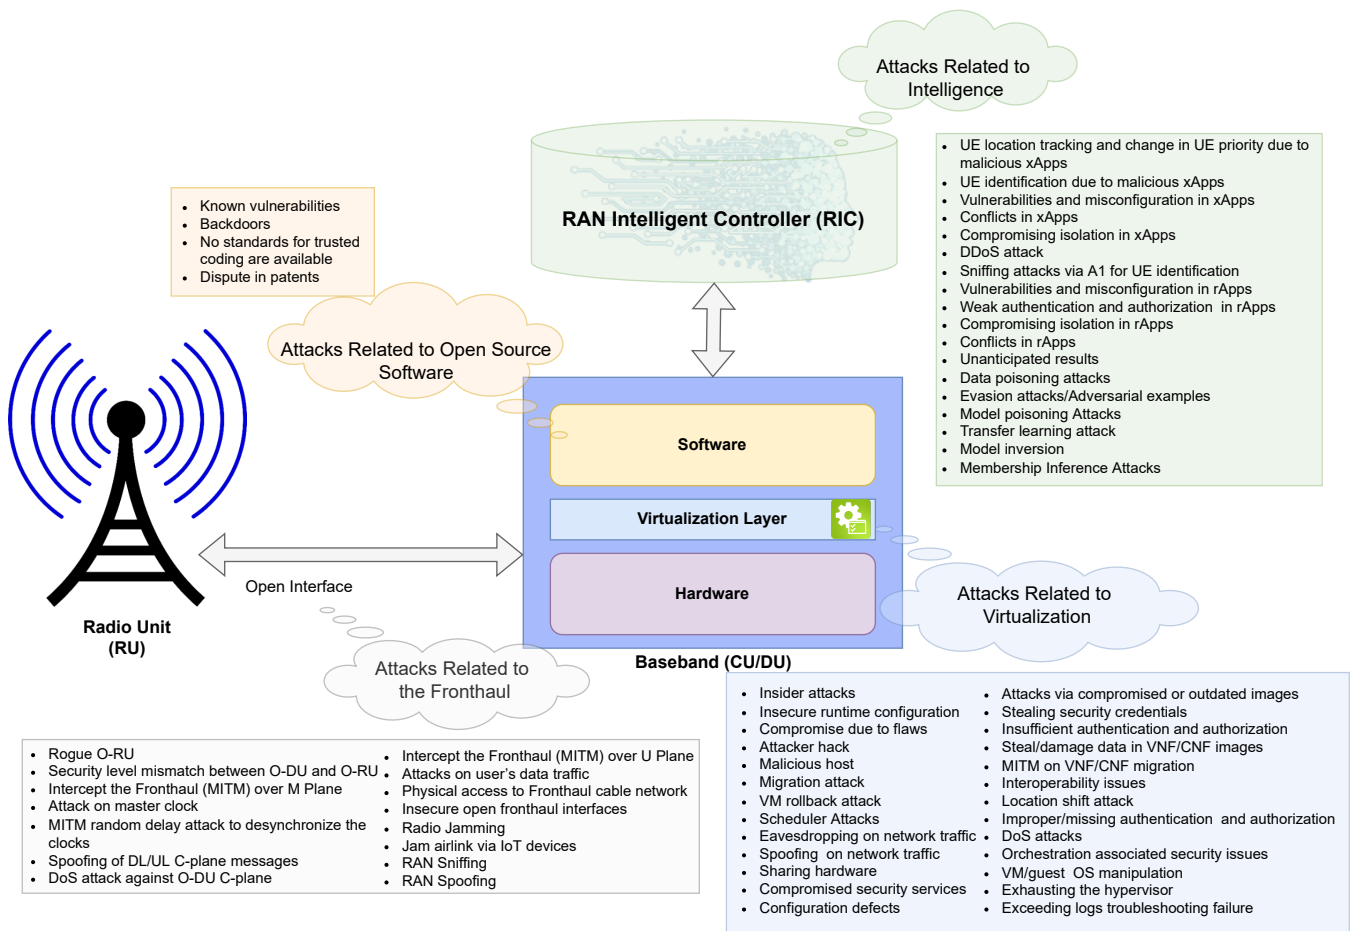 Attacks Related to
Intelligence
RAN Intelligent Controller (RIC)
• UE location tracking and change in UE priority due to
malicious xApps
• UE identification due to malicious xApps
• Vulnerabilities and misconfiguration in xApps
• Conflicts in xApps
• Compromising isolation in xApps
• DDoS attack
• Sniffing attacks via A1 for UE identification
• Vulnerabilities and misconfiguration in rApps
• Weak authentication and authorization in rApps
• Compromising isolation in rApps
• Conflicts in rApps
• Unanticipated results
• Data poisoning attacks
• Evasion attacks/Adversarial examples
• Model poisoning Attacks
• Transfer learning attack
• Model inversion
• Membership Inference Attacks
• Known vulnerabilities
• Backdoors
• No standards for trusted
coding are available
• Dispute in patents
Attacks Related to Open Source
Software
Software
Virtualization Layer
Hardware
Baseband (CU/DU)
Open Interface
Radio Unit
(RU)
Attacks Related to
the Fronthaul
Attacks Related to
Virtualization
• Rogue O-RU
• Security level mismatch between O-DU and O-RU
• Intercept the Fronthaul (MITM) over M Plane
• Attack on master clock
• MITM random delay attack to desynchronize the
clocks
• Spoofing of DL/UL C-plane messages
• DoS attack against O-DU C-plane
• Intercept the Fronthaul (MITM) over U Plane
• Attacks on user's data traffic
• Physical access to Fronthaul cable network
• Insecure open fronthaul interfaces
• Radio Jamming
• Jam airlink via IoT devices
• RAN Sniffing
• RAN Spoofing
• Insider attacks
• Insecure runtime configuration
• Compromise due to flaws
• Attacker hack
• Malicious host
• Migration attack
• VM rollback attack
• Scheduler Attacks
• Eavesdropping on network traffic
• Spoofing on network traffic
• Sharing hardware
• Compromised security services
• Configuration defects
• Attacks via compromised or outdated images
• Stealing security credentials
• Insufficient authentication and authorization
• Steal/damage data in VNF/CNF images
• MITM on VNF/CNF migration
• Interoperability issues
• Location shift attack
• Improper/missing authentication and authorization
• DoS attacks
• Orchestration associated security issues
• VM/guest OS manipulation
• Exhausting the hypervisor
• Exceeding logs troubleshooting failure